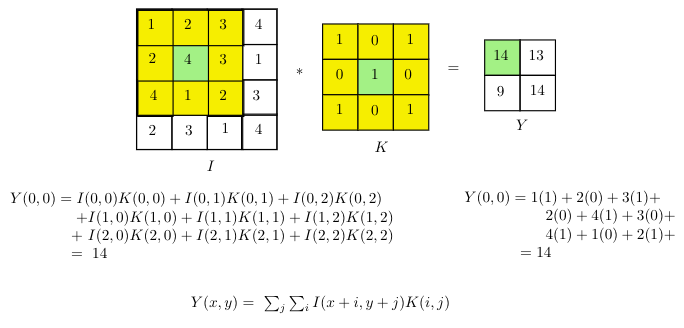 1 2 3 4
2 4 3 1
4 1 2 3
2 3 1 4
I
*
1 0 1
0 1 0
1 0 1
K
=
14 13
9 14
Y
Y(0,0) = I(0,0)K(0,0) + I(0,1)K(0,1) + I(0,2)K(0,2)
+I(1,0)K(1,0) + I(1,1)K(1,1) + I(1,2)K(1,2)
+ I(2,0)K(2,0) + I(2,1)K(2,1) + I(2,2)K(2,2)
= 14
Y(0,0) = 1(1) + 2(0) + 3(1)+
2(0) + 4(1) + 3(0)+
4(1) + 1(0) + 2(1)+
= 14
Y(x,y) = ∑j ∑i I(x + i, y + j)K(i,j)